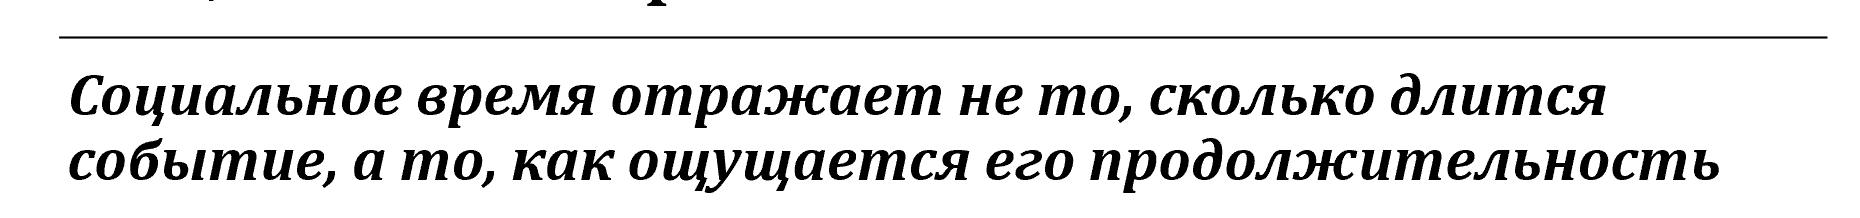 Социальное время отражает не то, сколько длится
событие, а то, как ощущается его продолжительность